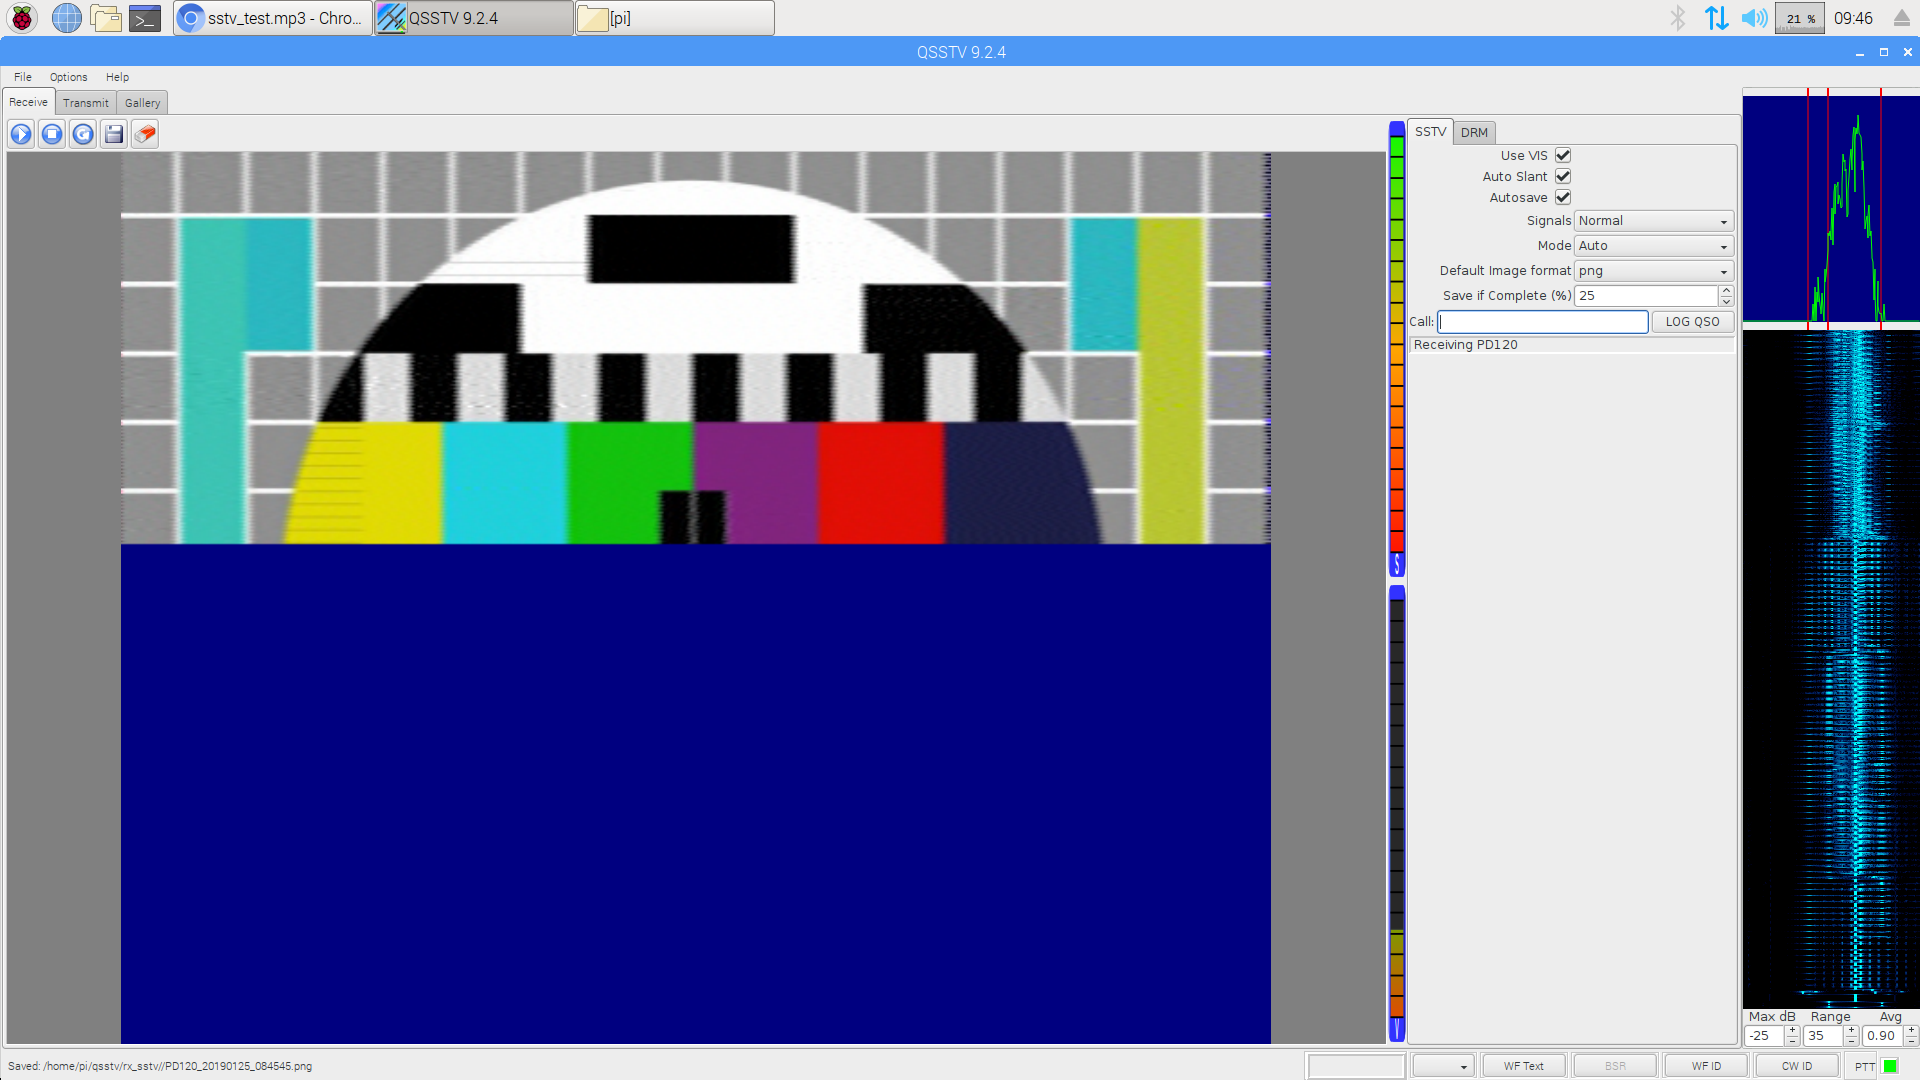 sstv_test.mp3 - Chro...
QSSTV 9.2.4
[pi]
21 %
09:46
QSSTV 9.2.4
File Options Help
Receive Transmit Gallery
SSTV DRM
Use VIS
Auto Slant
Autosave
Signals Normal
Mode Auto
Default Image format png
Save if Complete (%) 25
Call: LOG QSO
Receiving PD120
S
V
Max dB Range Avg
-25 35 0.90
Saved: /home/pi/qsstv/rx_sstv//PD120_20190125_084545.png
WF Text BSR WF ID CW ID PTT